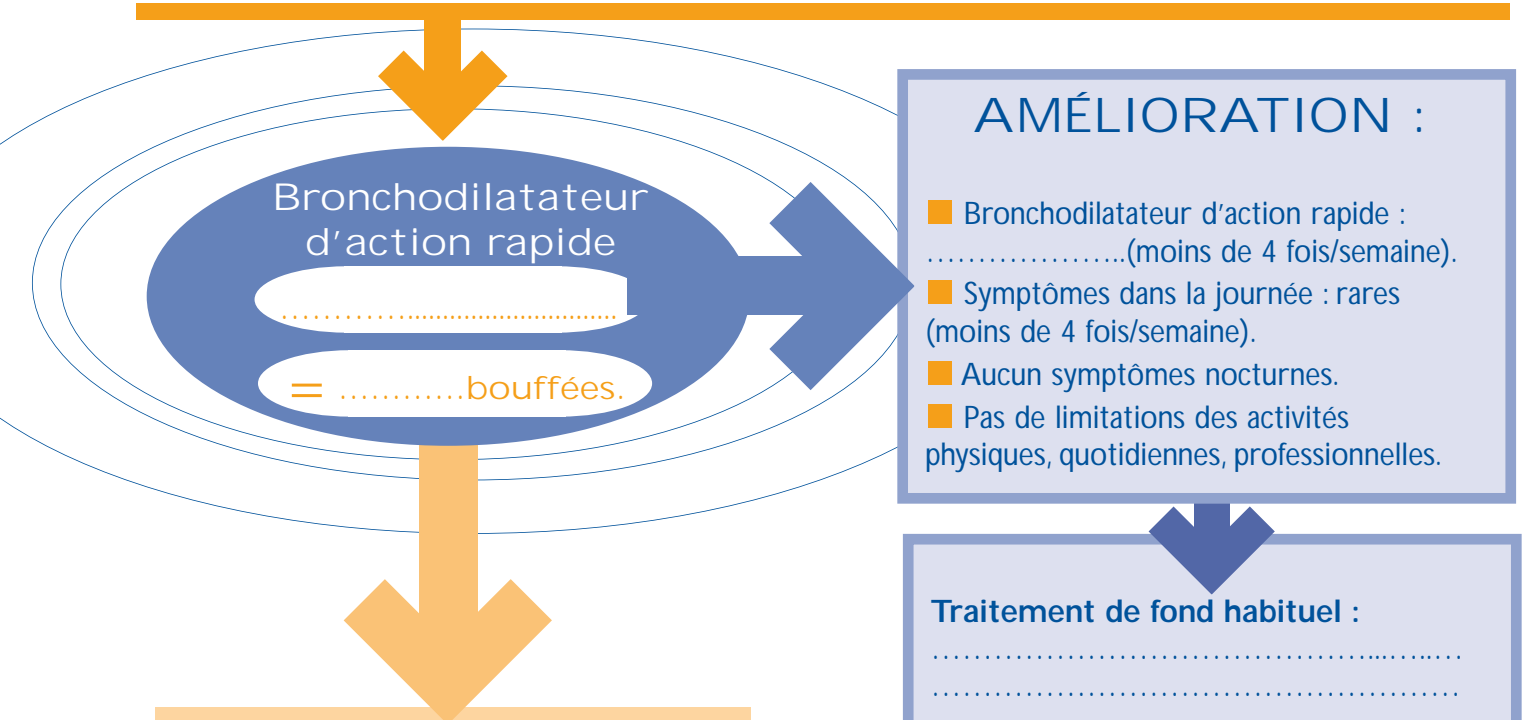 Bronchodilatateur
d'action rapide
…………............................
= …………bouffées.
AMÉLIORATION :
Bronchodilatateur d'action rapide :
………………..(moins de 4 fois/semaine).
Symptômes dans la journée : rares
(moins de 4 fois/semaine).
Aucun symptômes nocturnes.
Pas de limitations des activités
physiques, quotidiennes, professionnelles.
Traitement de fond habituel :
……………………………………...…..…
……………………………………………